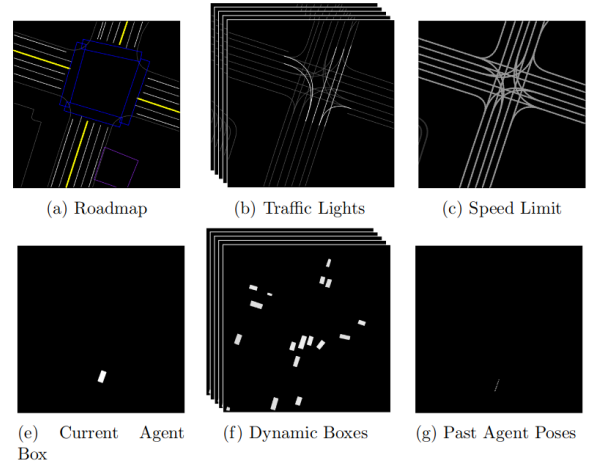 (a) Roadmap
(b) Traffic Lights
(c) Speed Limit
(e) Current Agent
Box
(f) Dynamic Boxes
(g) Past Agent Poses